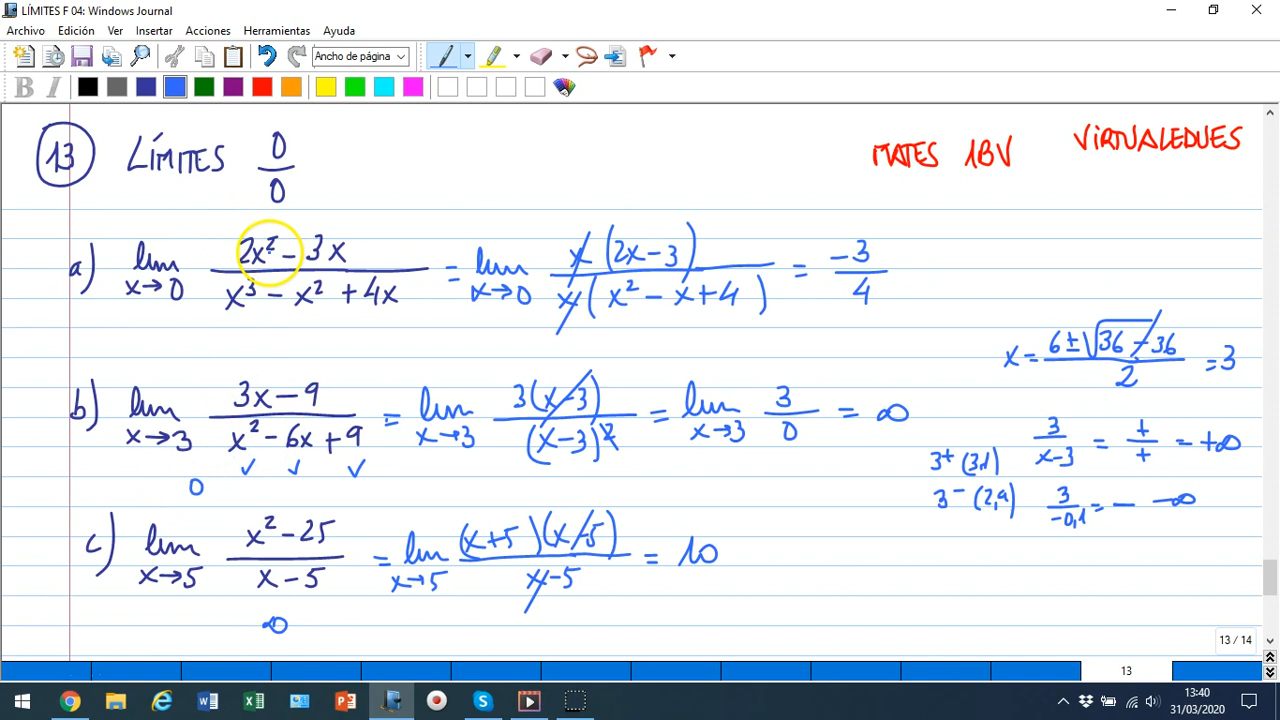 LÍMITES F 04: Windows Journal
Archivo Edición Ver Insertar Acciones Herramientas Ayuda
Ancho de página
B I
13 LÍMITES 0/0 MATES 1BV VIRTUALEDUES
a) lim x→0 (2x² - 3x)/(x³ - x² + 4x) = lim x→0 x(2x-3)/x(x² - x+4) = -3/4
x = (6±√36-36)/2 = 3
b) lim x→3 (3x-9)/(x² - 6x + 9) = lim x→3 3(x-3)/(x-3)² = lim x→3 3/0 = ∞
✓ ✓ ✓
3⁺ (3,1) 3/(x-3) = +/+ = +∞
0
3⁻ (2,9) 3/-0,1 = - -∞
c) lim x→5 (x² - 25)/(x - 5) = lim x→5 (x+5)(x-5)/(x-5) = 10
∞
13 / 14
13
13:40
31/03/2020